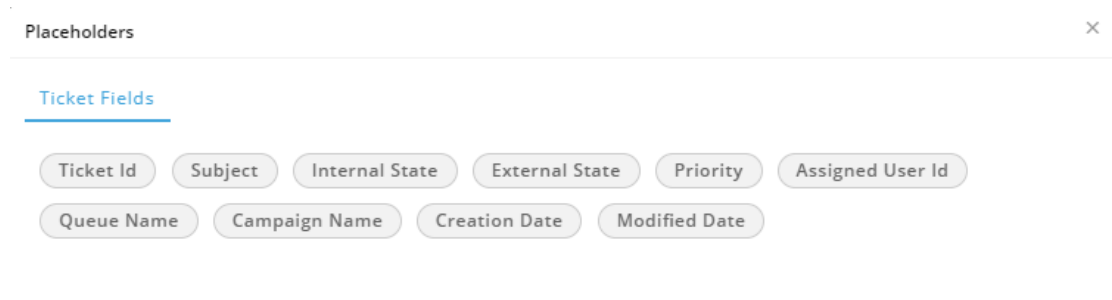 Placeholders ×
Ticket Fields
Ticket Id Subject Internal State External State Priority Assigned User Id
Queue Name Campaign Name Creation Date Modified Date